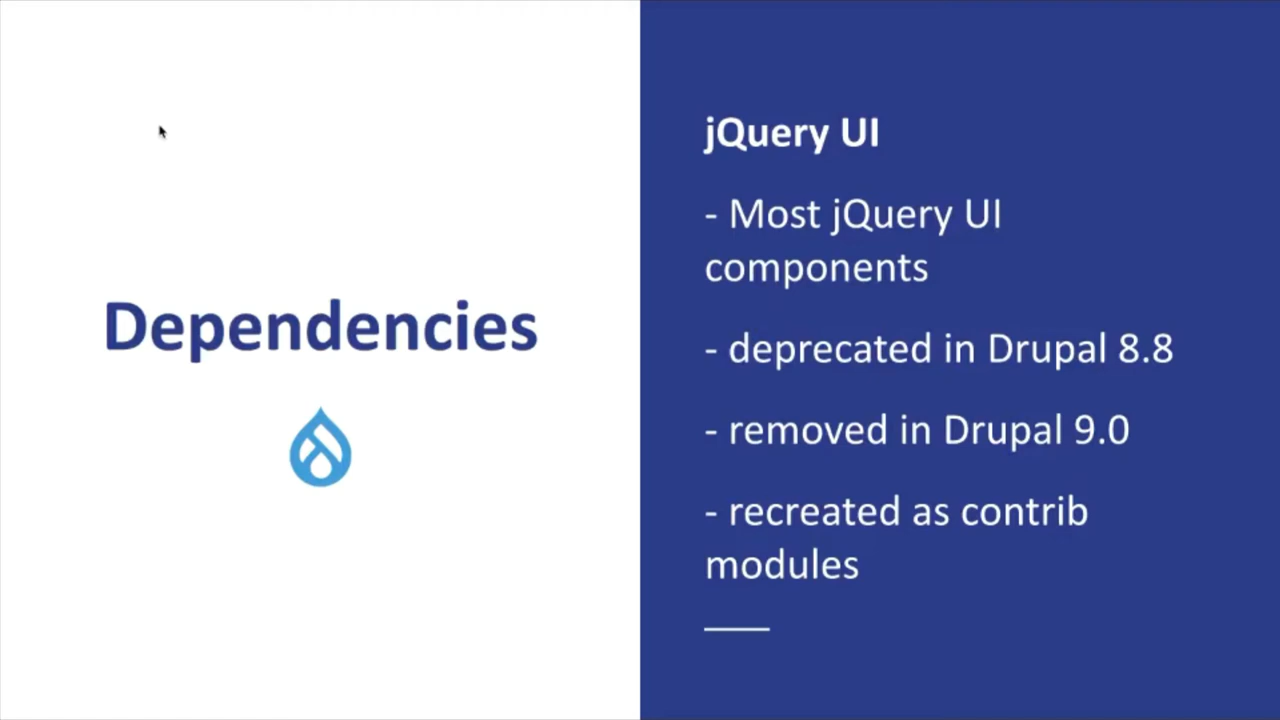 Dependencies
jQuery UI
- Most jQuery UI
components
- deprecated in Drupal 8.8
- removed in Drupal 9.0
- recreated as contrib
modules